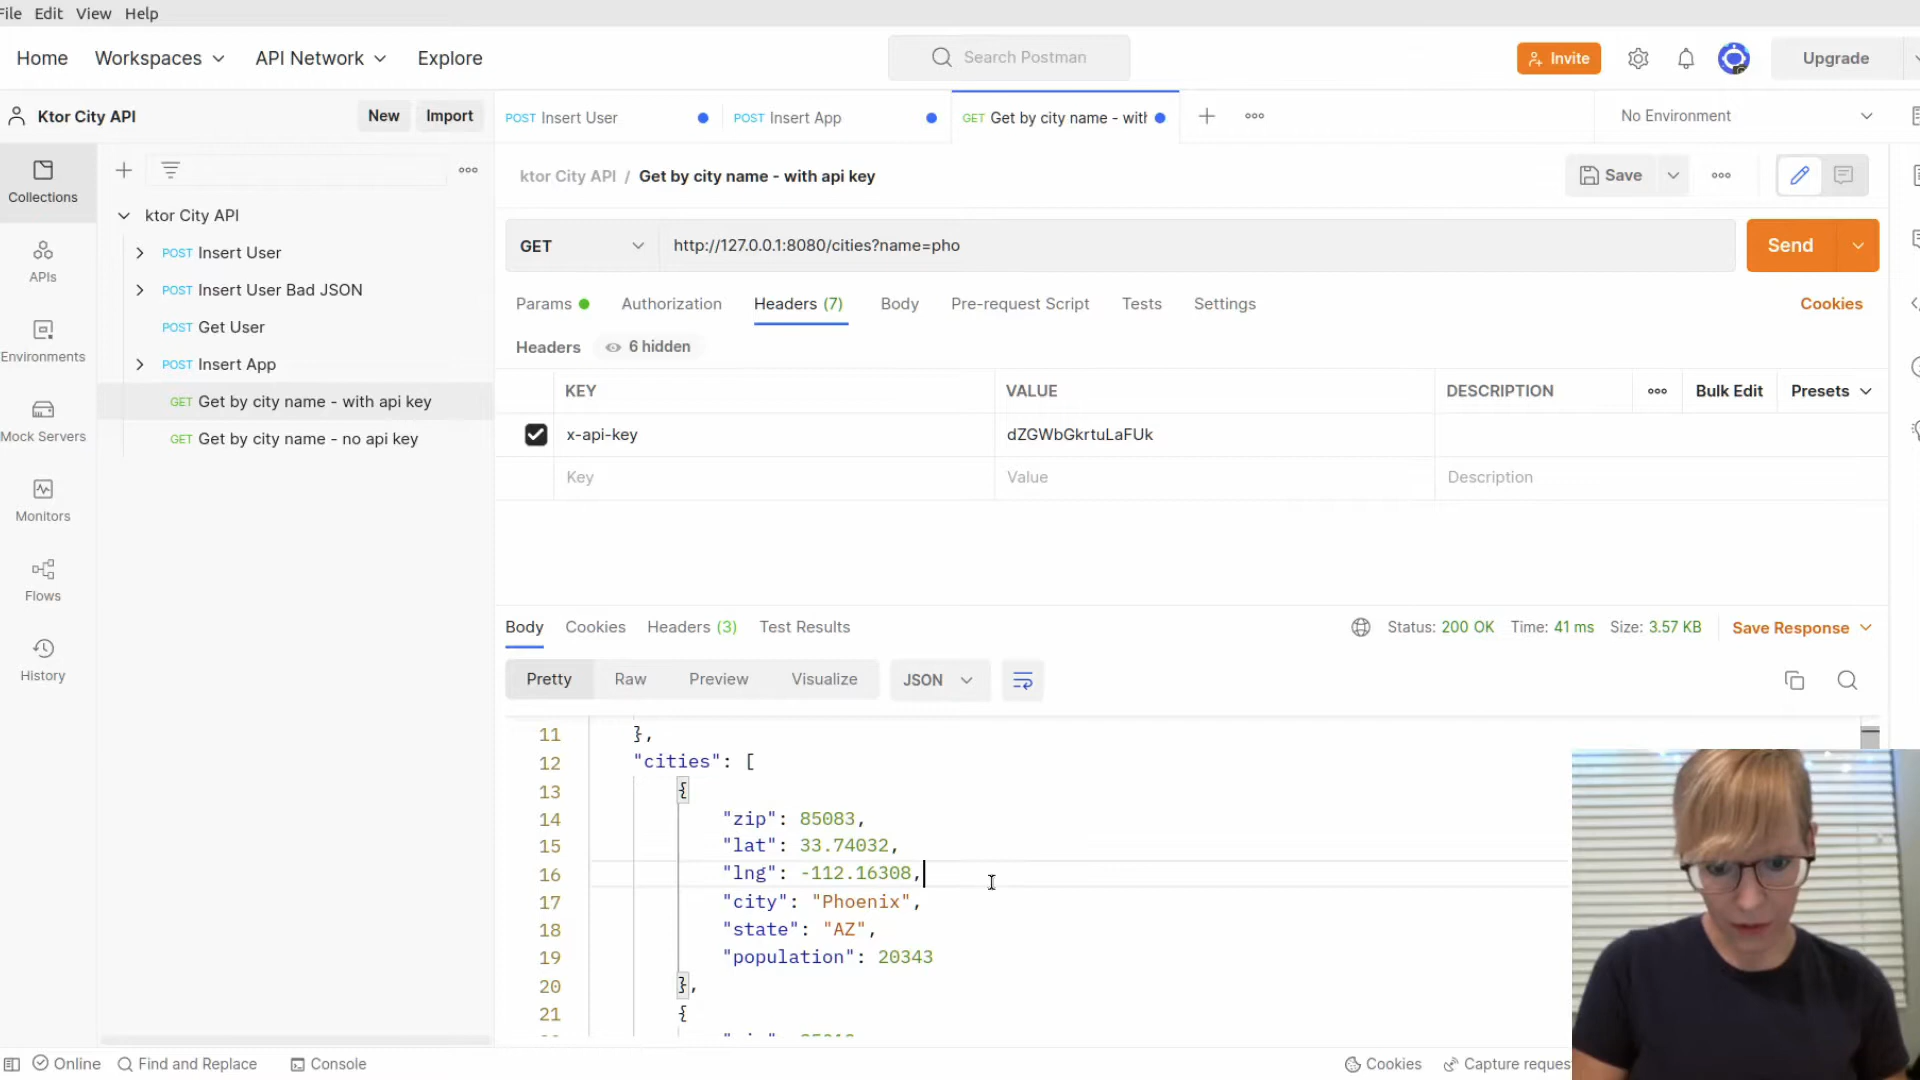 File Edit View Help
Home Workspaces API Network Explore Search Postman Invite Upgrade
Ktor City API New Import
POST Insert User POST Insert App GET Get by city name - with No Environment
Collections
APIs
Environments
Mock Servers
Monitors
Flows
History
ktor City API
POST Insert User
POST Insert User Bad JSON
POST Get User
POST Insert App
GET Get by city name - with api key
GET Get by city name - no api key
ktor City API / Get by city name - with api key Save
GET http://127.0.0.1:8080/cities?name=pho Send
Params Authorization Headers (7) Body Pre-request Script Tests Settings Cookies
Headers 6 hidden
KEY VALUE DESCRIPTION Bulk Edit Presets
x-api-key dZGWbGkrtuLaFUk
Key Value Description
Body Cookies Headers (3) Test Results Status: 200 OK Time: 41 ms Size: 3.57 KB Save Response
Pretty Raw Preview Visualize JSON
11 },
12 "cities": [
13 {
14 "zip": 85083,
15 "lat": 33.74032,
16 "lng": -112.16308,
17 "city": "Phoenix",
18 "state": "AZ",
19 "population": 20343
20 },
21 {
Online Find and Replace Console Cookies Capture reques